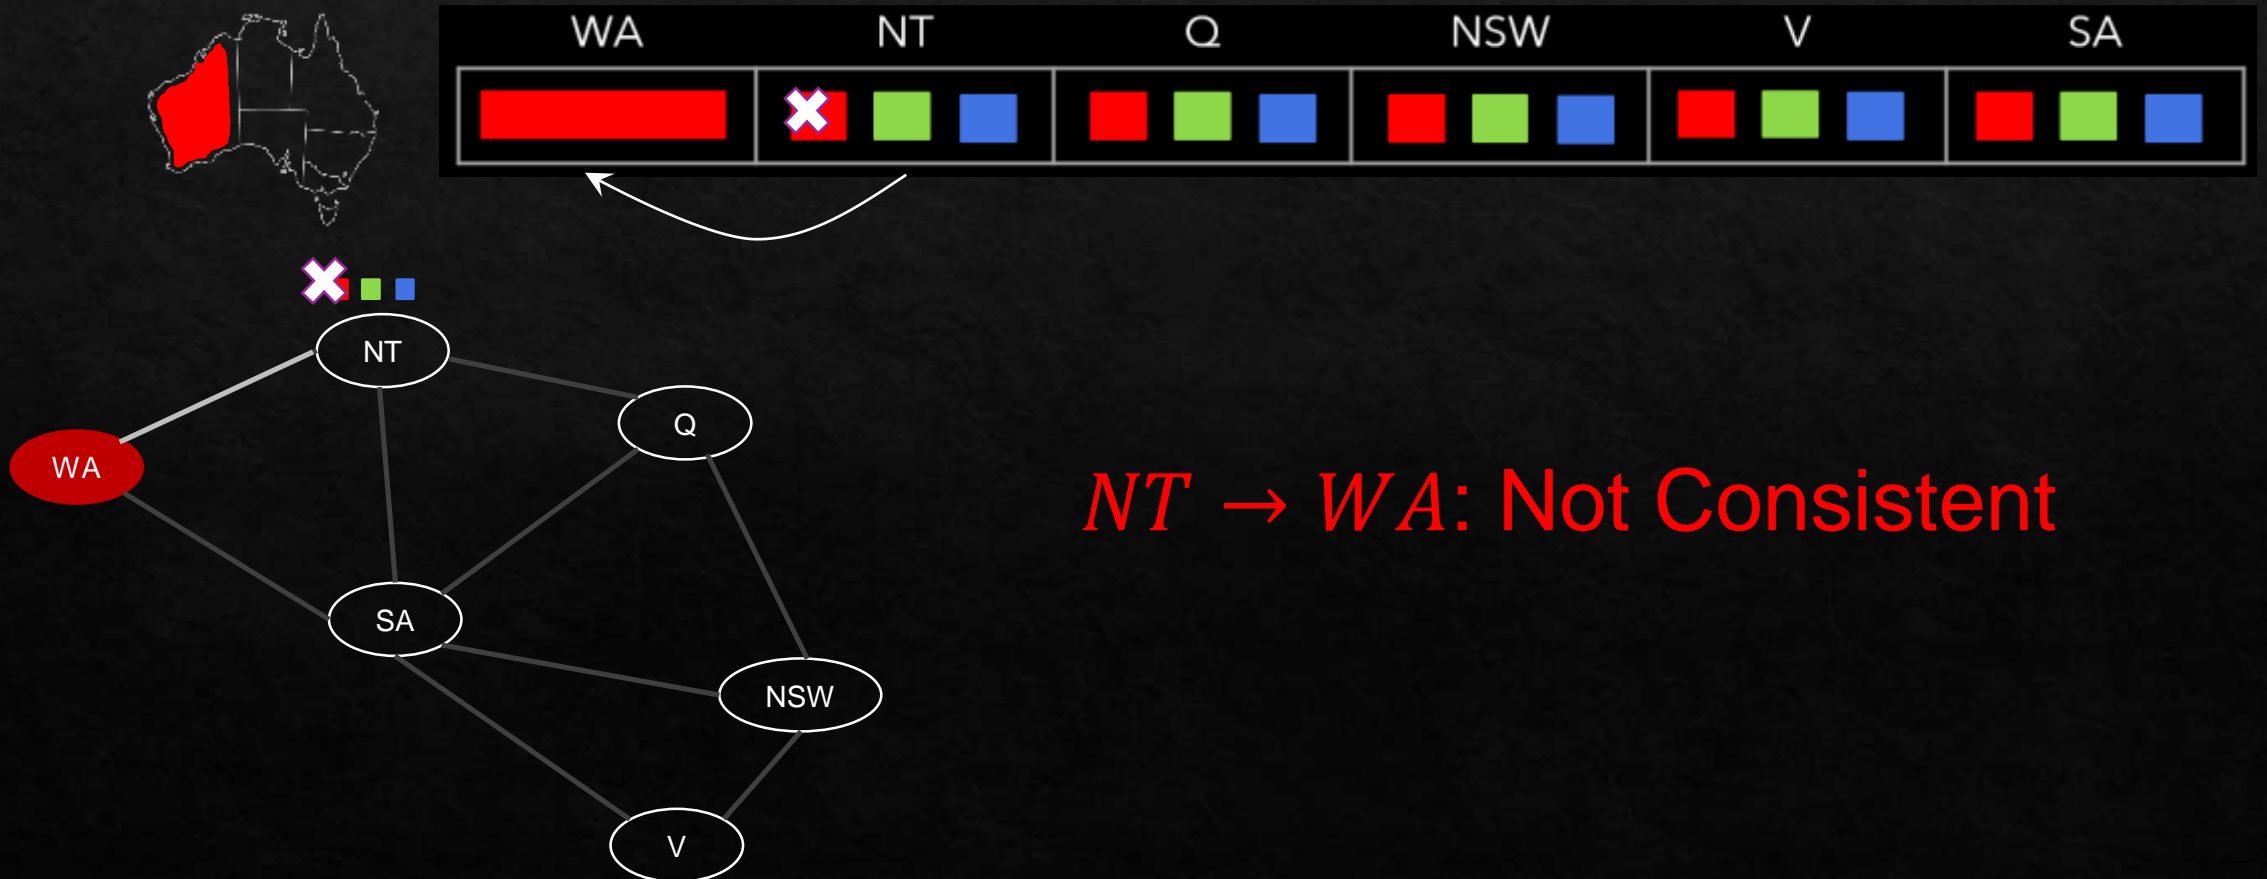 WA NT Q NSW V SA
NT
Q
WA
NT → WA: Not Consistent
SA
NSW
V